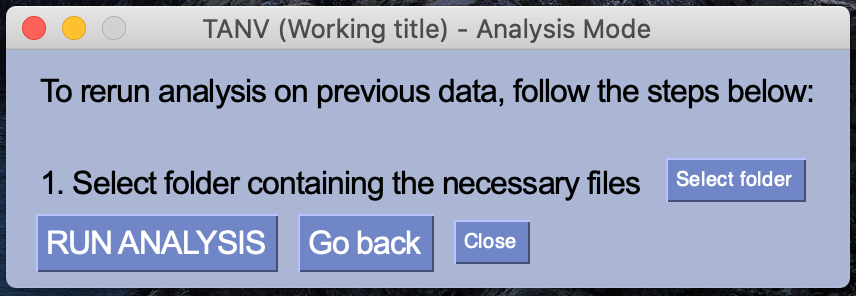 TANV (Working title) - Analysis Mode
To rerun analysis on previous data, follow the steps below:
1. Select folder containing the necessary files Select folder
RUN ANALYSIS Go back Close